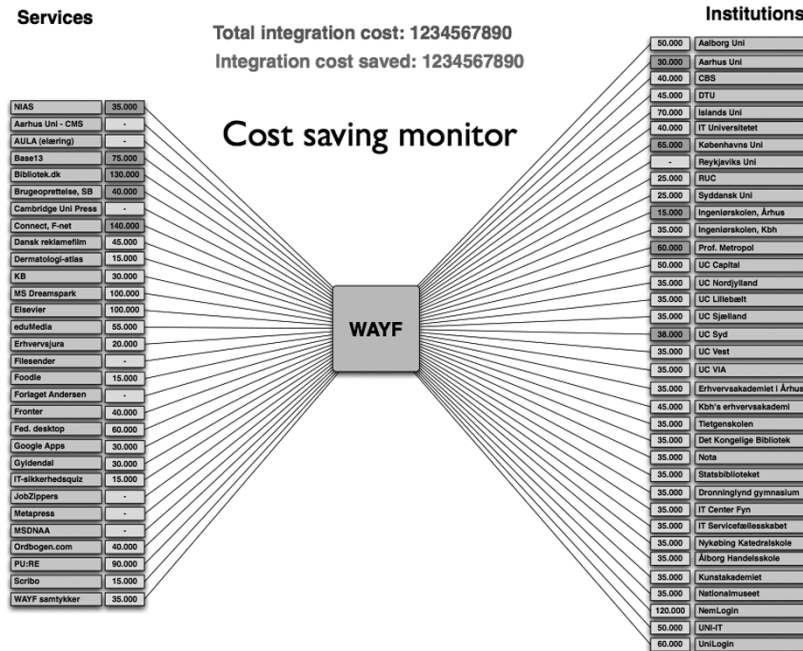 Services
Total integration cost: 1234567890
Integration cost saved: 1234567890
Cost saving monitor
NIAS 35.000
Aarhus Uni - CMS -
AULA (elæring) -
Base13 75.000
Bibliotek.dk 130.000
Brugeoprettelse, SB 40.000
Cambridge Uni Press -
Connect, F-net 140.000
Dansk reklamefilm 45.000
Dermatologi-atlas 15.000
KB 30.000
MS Dreamspark 100.000
Elsevier 100.000
eduMedia 55.000
Erhvervsjura 20.000
Filesender -
Foodle 15.000
Forlaget Andersen -
Fronter 40.000
Fed. desktop 60.000
Google Apps 30.000
Gyldendal 30.000
IT-sikkerhedsquiz 15.000
JobZippers -
Metapress -
MSDNAA -
Ordbogen.com 40.000
PU:RE 90.000
Scribo 15.000
WAYF samtykker 35.000
WAYF
Institutions
50.000 Aalborg Uni
30.000 Aarhus Uni
40.000 CBS
45.000 DTU
70.000 Islands Uni
40.000 IT Universitetet
65.000 Københavns Uni
- Reykjaviks Uni
25.000 RUC
25.000 Syddansk Uni
15.000 Ingeniørskolen, Århus
35.000 Ingeniørskolen, Kbh
60.000 Prof. Metropol
50.000 UC Capital
35.000 UC Nordjylland
35.000 UC Lillebælt
35.000 UC Sjælland
38.000 UC Syd
35.000 UC Vest
35.000 UC VIA
35.000 Erhvervsakademiet i Århus
45.000 Kbh's erhvervsakademi
35.000 Tietgenskolen
35.000 Det Kongelige Bibliotek
35.000 Nota
35.000 Statsbiblioteket
35.000 Dronninglynd gymnasium
35.000 IT Center Fyn
35.000 IT Servicefællesskabet
35.000 Nykøbing Katedralskole
35.000 Ålborg Handelsskole
35.000 Kunstakademiet
35.000 Nationalmuseet
120.000 NemLogin
50.000 UNI-IT
60.000 UniLogin